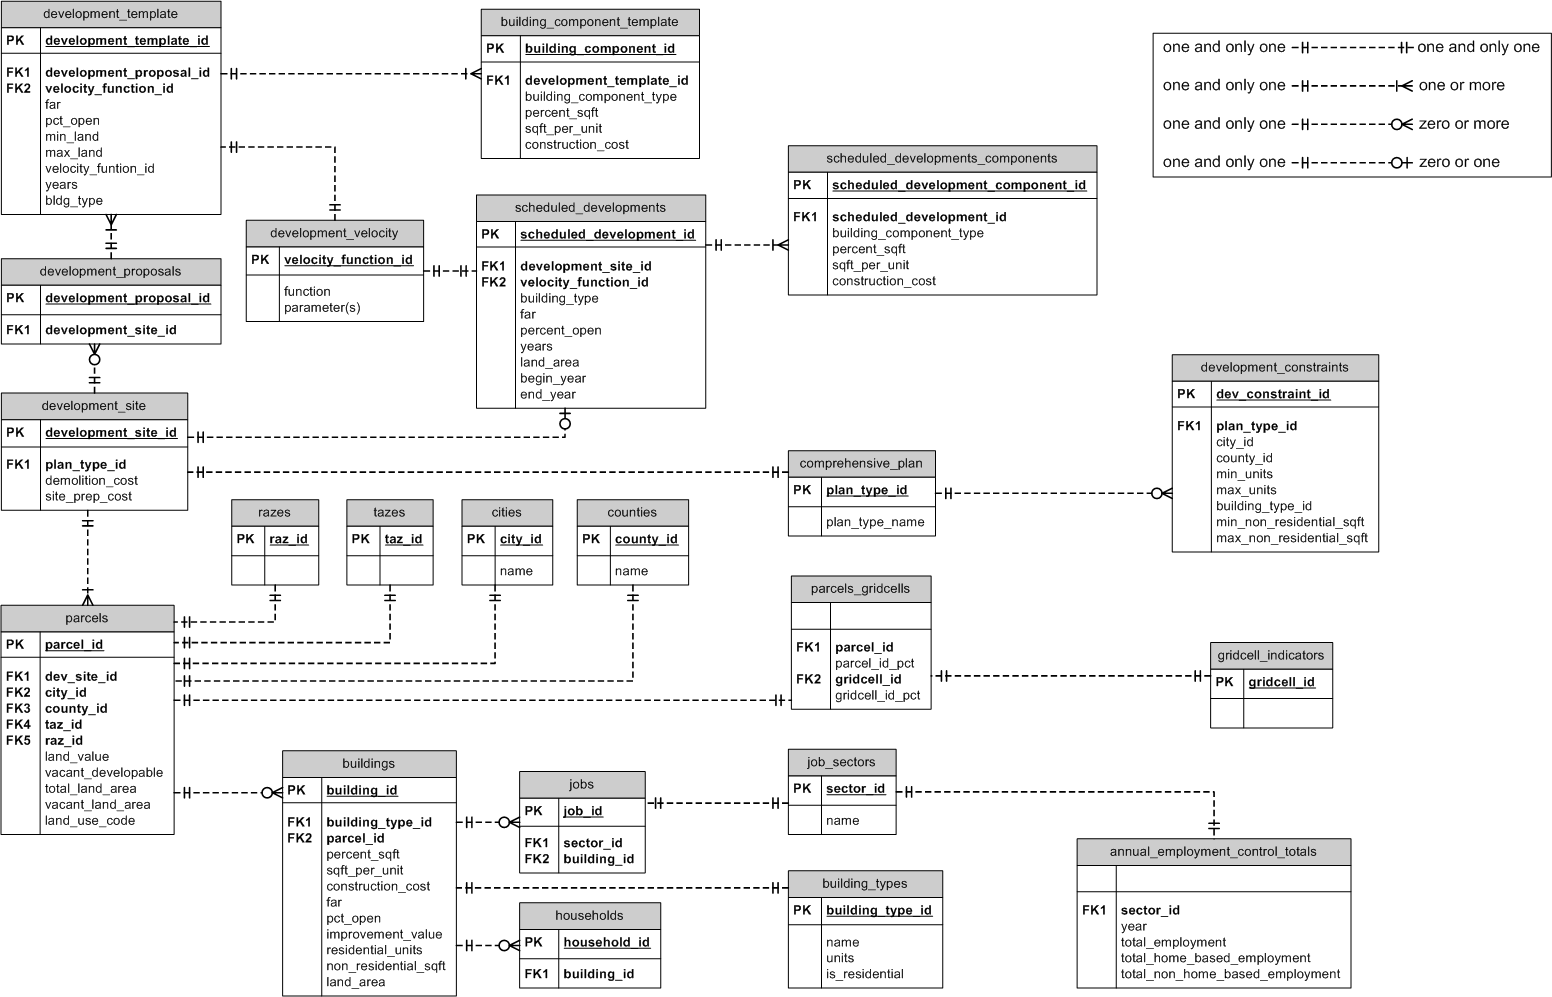 development_template
PK development_template_id
FK1 development_proposal_id
FK2 velocity_function_id
far
pct_open
min_land
max_land
velocity_funtion_id
years
bldg_type
building_component_template
PK building_component_id
FK1 development_template_id
building_component_type
percent_sqft
sqft_per_unit
construction_cost
one and only one one and only one
one and only one one or more
one and only one zero or more
one and only one zero or one
scheduled_developments_components
PK scheduled_development_component_id
FK1 scheduled_development_id
building_component_type
percent_sqft
sqft_per_unit
construction_cost
scheduled_developments
PK scheduled_development_id
FK1 development_site_id
FK2 velocity_function_id
building_type
far
percent_open
years
land_area
begin_year
end_year
development_velocity
PK velocity_function_id
function
parameter(s)
development_proposals
PK development_proposal_id
FK1 development_site_id
development_site
PK development_site_id
FK1 plan_type_id
demolition_cost
site_prep_cost
development_constraints
PK dev_constraint_id
FK1 plan_type_id
city_id
county_id
min_units
max_units
building_type_id
min_non_residential_sqft
max_non_residential_sqft
comprehensive_plan
PK plan_type_id
plan_type_name
razes
PK raz_id
tazes
PK taz_id
cities
PK city_id
name
counties
PK county_id
name
parcels_gridcells
FK1 parcel_id
parcel_id_pct
FK2 gridcell_id
gridcell_id_pct
gridcell_indicators
PK gridcell_id
parcels
PK parcel_id
FK1 dev_site_id
FK2 city_id
FK3 county_id
FK4 taz_id
FK5 raz_id
land_value
vacant_developable
total_land_area
vacant_land_area
land_use_code
buildings
PK building_id
FK1 building_type_id
FK2 parcel_id
percent_sqft
sqft_per_unit
construction_cost
far
pct_open
improvement_value
residential_units
non_residential_sqft
land_area
jobs
PK job_id
FK1 sector_id
FK2 building_id
job_sectors
PK sector_id
name
households
PK household_id
FK1 building_id
building_types
PK building_type_id
name
units
is_residential
annual_employment_control_totals
FK1 sector_id
year
total_employment
total_home_based_employment
total_non_home_based_employment